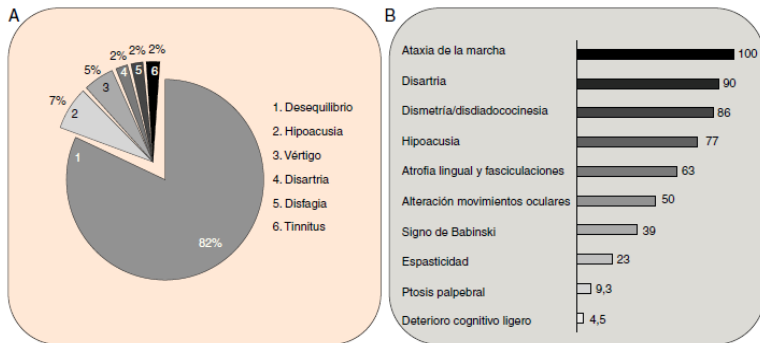 A
2%
2%
2%
5%
7%
1
2
3
4
5
6
82%
1. Desequilibrio
2. Hipoacusia
3. Vértigo
4. Disartria
5. Disfagia
6. Tinnitus
B
Ataxia de la marcha 100
Disartria 90
Dismetría/disdiadococinesia 86
Hipoacusia 77
Atrofia lingual y fasciculaciones 63
Alteración movimientos oculares 50
Signo de Babinski 39
Espasticidad 23
Ptosis palpebral 9,3
Deterioro cognitivo ligero 4,5